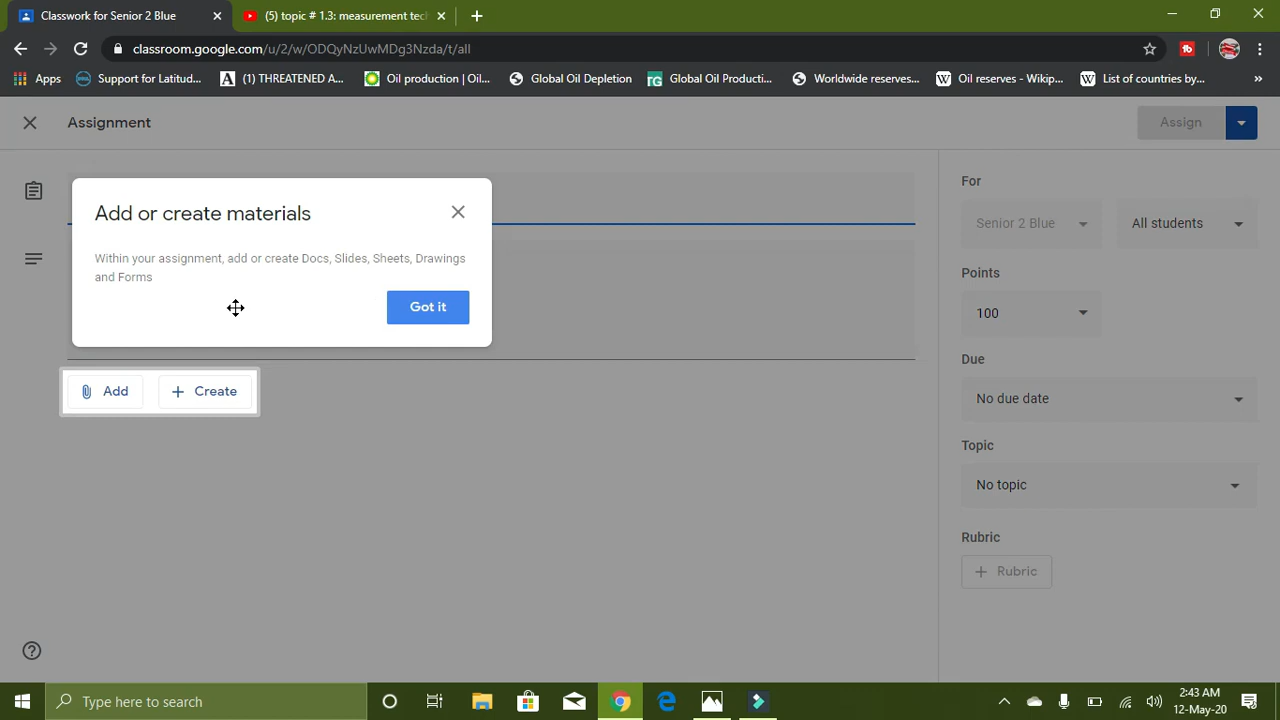 Classwork for Senior 2 Blue
(5) topic # 1.3: measurement tec
classroom.google.com/u/2/w/ODQyNzUwMDg3Nzda/t/all
Apps
Support for Latitud...
(1) THREATENED A...
Oil production | Oil...
Global Oil Depletion
Global Oil Producti...
Worldwide reserves...
Oil reserves - Wikip...
List of countries by...
»
Assignment
Assign
Add or create materials
Within your assignment, add or create Docs, Slides, Sheets, Drawings
and Forms
Got it
Add
Create
For
Senior 2 Blue
All students
Points
100
Due
No due date
Topic
No topic
Rubric
Rubric
Type here to search
2:43 AM
12-May-20